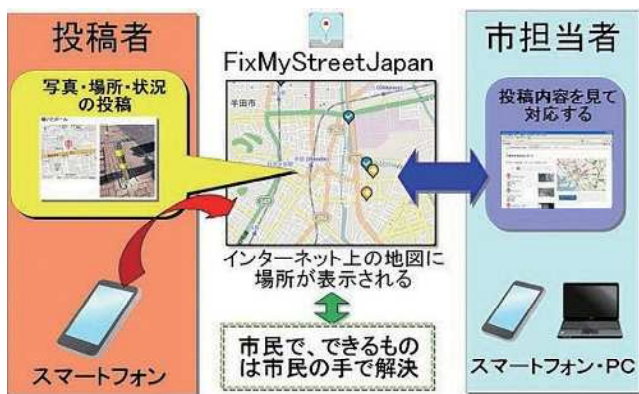 投稿者
写真・場所・状況
の投稿
FixMyStreetJapan
半田市
インターネット上の地図に
場所が表示される
市民で、できるもの
は市民の手で解決
スマートフォン
市担当者
投稿内容を見て
対応する
スマートフォン・PC